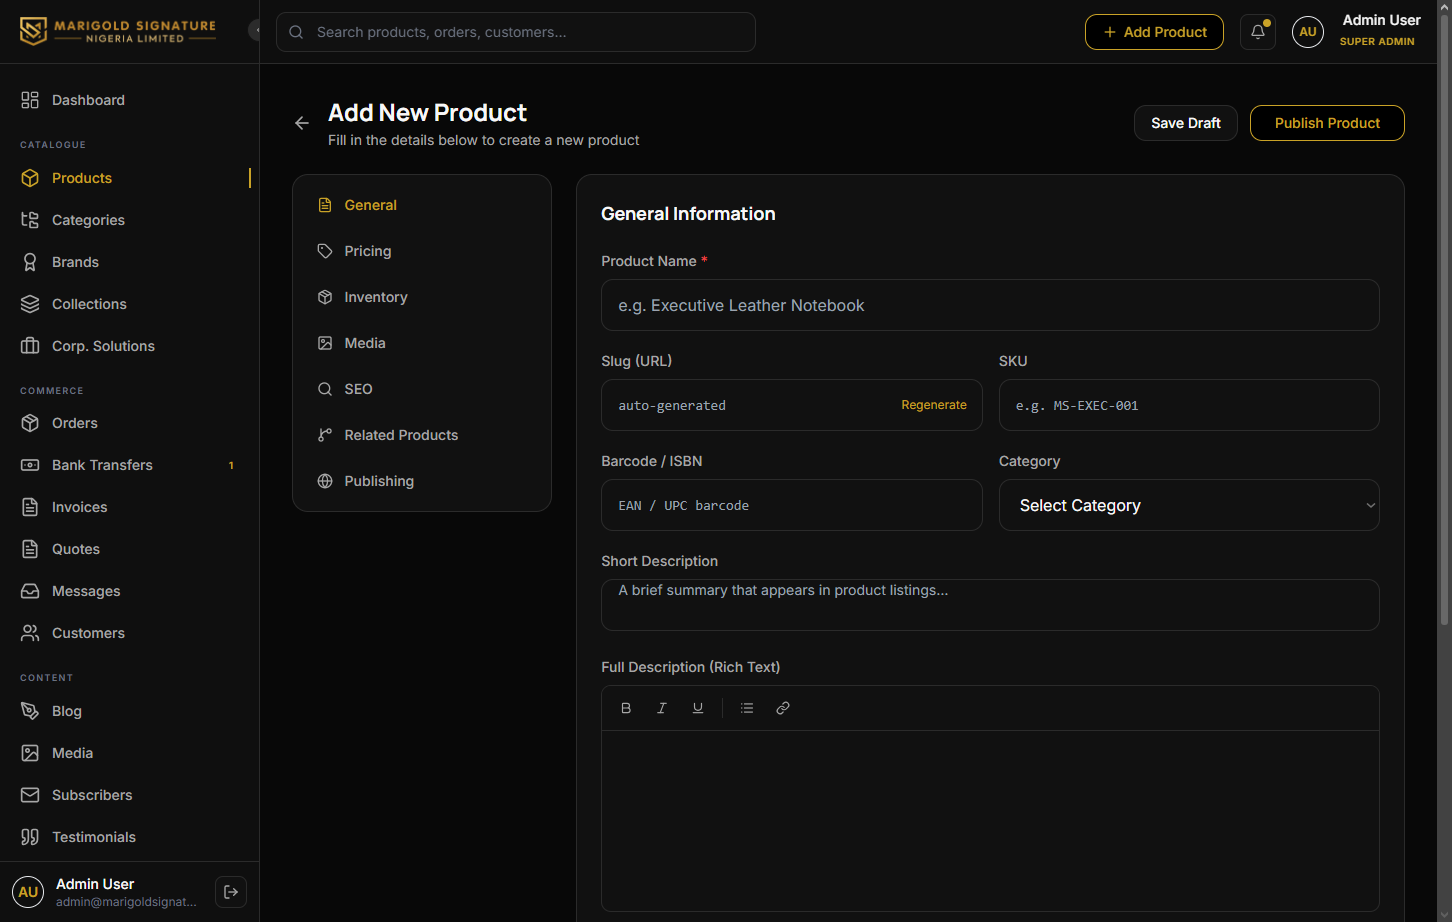 MARIGOLD SIGNATURE
NIGERIA LIMITED
Search products, orders, customers...
Add Product
AU
Admin User
SUPER ADMIN
Dashboard
CATALOGUE
Products
Categories
Brands
Collections
Corp. Solutions
COMMERCE
Orders
Bank Transfers 1
Invoices
Quotes
Messages
Customers
CONTENT
Blog
Media
Subscribers
Testimonials
AU
Admin User
admin@marigoldsignat...
Add New Product
Fill in the details below to create a new product
Save Draft
Publish Product
General
Pricing
Inventory
Media
SEO
Related Products
Publishing
General Information
Product Name *
e.g. Executive Leather Notebook
Slug (URL)
auto-generated
Regenerate
SKU
e.g. MS-EXEC-001
Barcode / ISBN
EAN / UPC barcode
Category
Select Category
Short Description
A brief summary that appears in product listings...
Full Description (Rich Text)
B I U